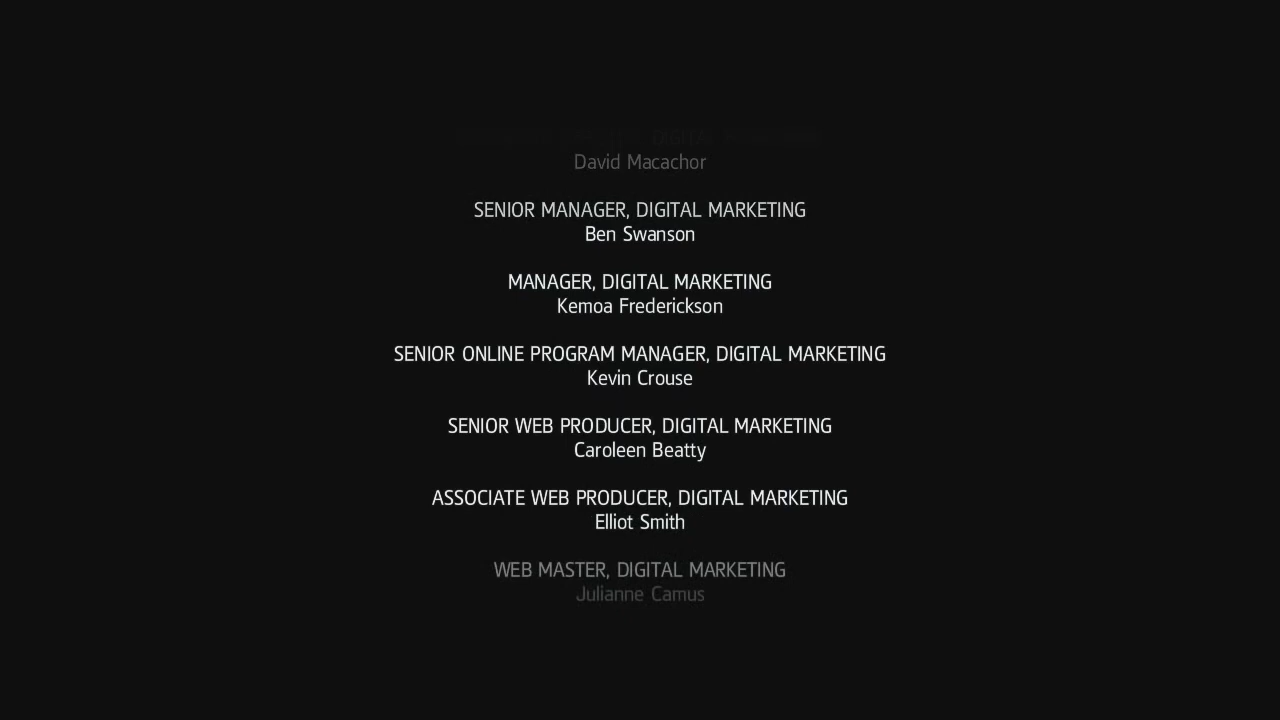 David Macachor
SENIOR MANAGER, DIGITAL MARKETING
Ben Swanson
MANAGER, DIGITAL MARKETING
Kemoa Frederickson
SENIOR ONLINE PROGRAM MANAGER, DIGITAL MARKETING
Kevin Crouse
SENIOR WEB PRODUCER, DIGITAL MARKETING
Caroleen Beatty
ASSOCIATE WEB PRODUCER, DIGITAL MARKETING
Elliot Smith
WEB MASTER, DIGITAL MARKETING
Julianne Camus